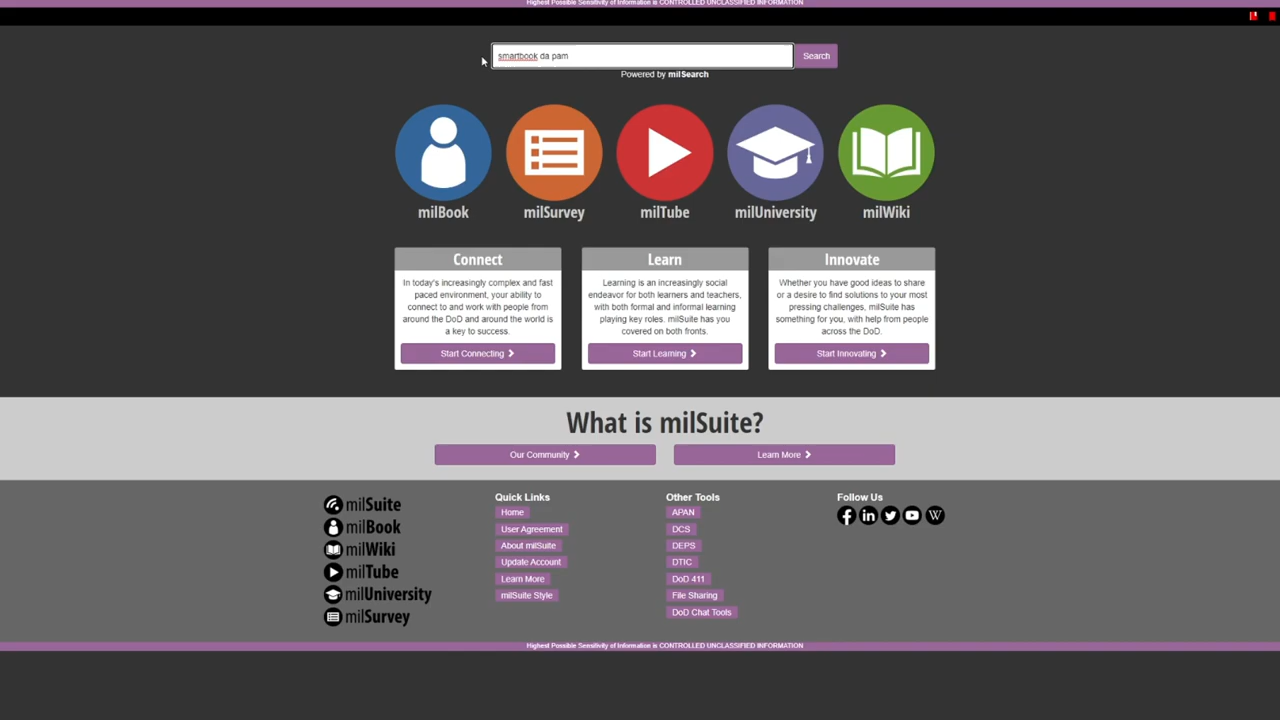 Highest Possible Sensitivity of Information is CONTROLLED UNCLASSIFIED INFORMATION
smartbook da pam
Search
Powered by milSearch
milBook
milSurvey
milTube
milUniversity
milWiki
Connect
In today's increasingly complex and fast
paced environment, your ability to
connect to and work with people from
around the DoD and around the world is
a key to success.
Start Connecting
Learn
Learning is an increasingly social
endeavor for both learners and teachers,
with both formal and informal learning
playing key roles. milSuite has you
covered on both fronts.
Start Learning
Innovate
Whether you have good ideas to share
or a desire to find solutions to your most
pressing challenges, milSuite has
something for you, with help from people
across the DoD.
Start Innovating
What is milSuite?
Our Community
Learn More
milSuite
milBook
milWiki
milTube
milUniversity
milSurvey
Quick Links
Home
User Agreement
About milSuite
Update Account
Learn More
milSuite Style
Other Tools
APAN
DCS
DEPS
DTIC
DoD 411
File Sharing
DoD Chat Tools
Follow Us
Highest Possible Sensitivity of Information is CONTROLLED UNCLASSIFIED INFORMATION